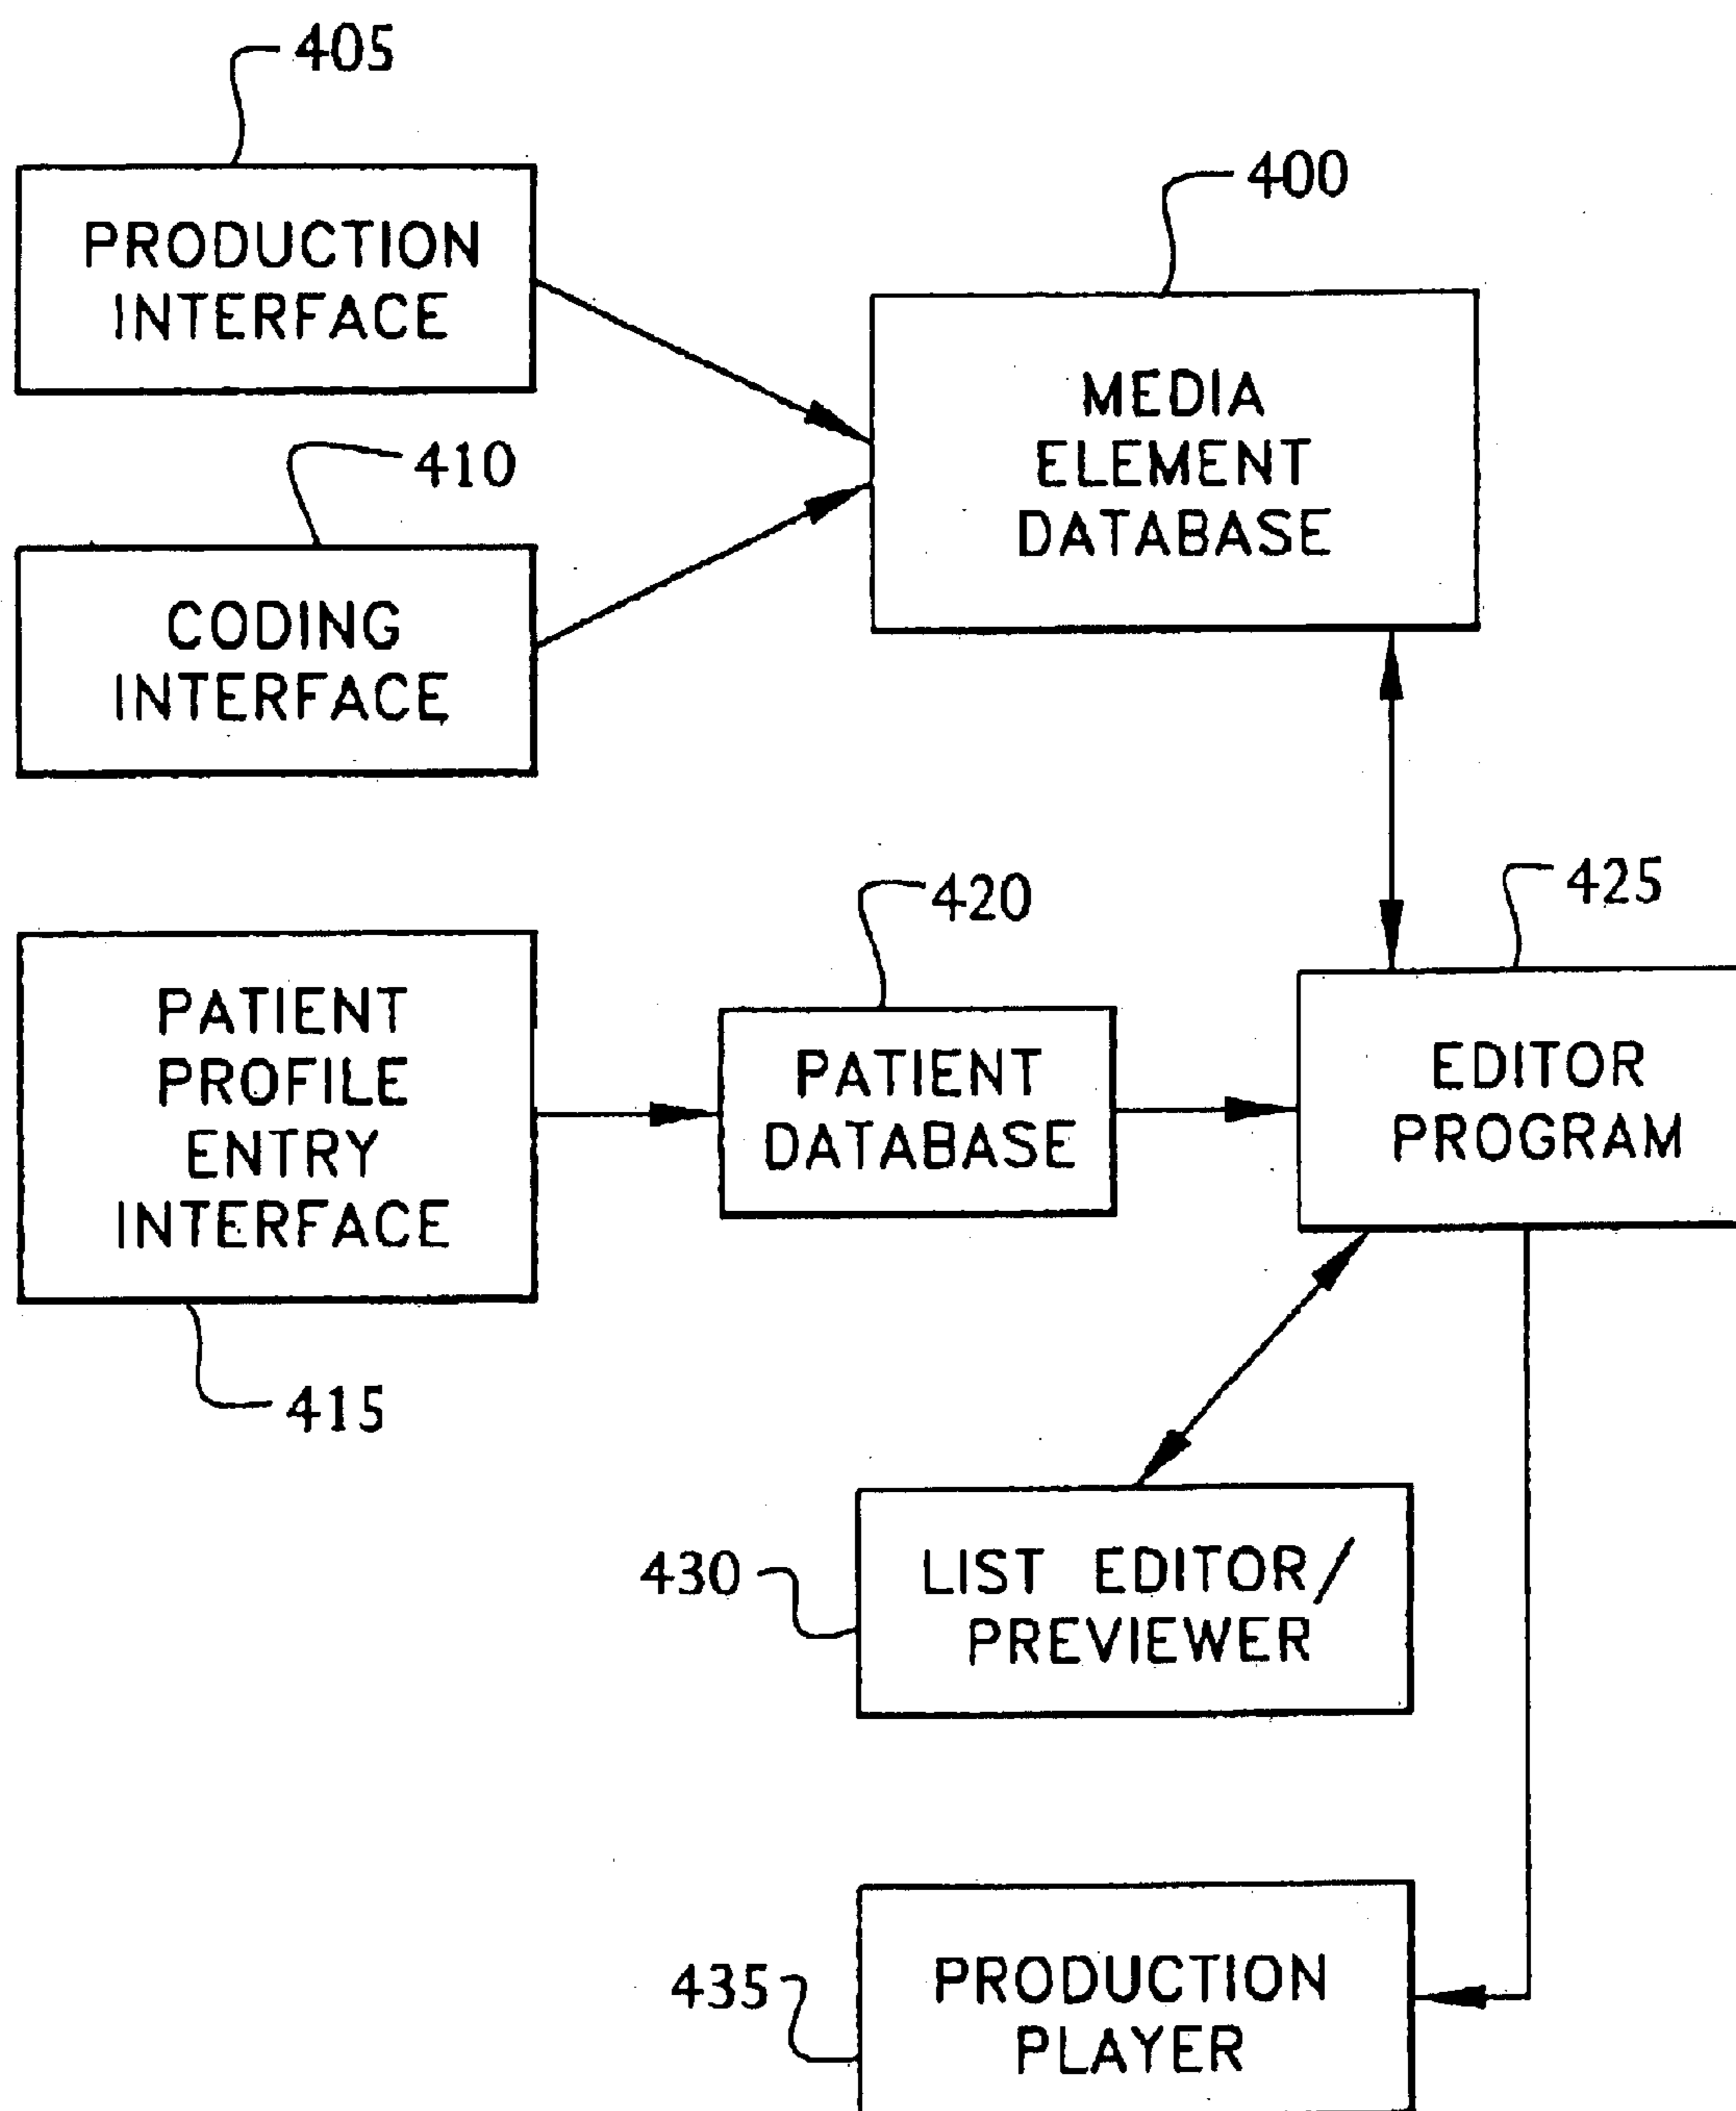 405
PRODUCTION
INTERFACE
400
MEDIA
ELEMENT
DATABASE
410
CODING
INTERFACE
420
425
PATIENT
PROFILE
ENTRY
INTERFACE
415
PATIENT
DATABASE
EDITOR
PROGRAM
430
LIST EDITOR/
PREVIEWER
435
PRODUCTION
PLAYER